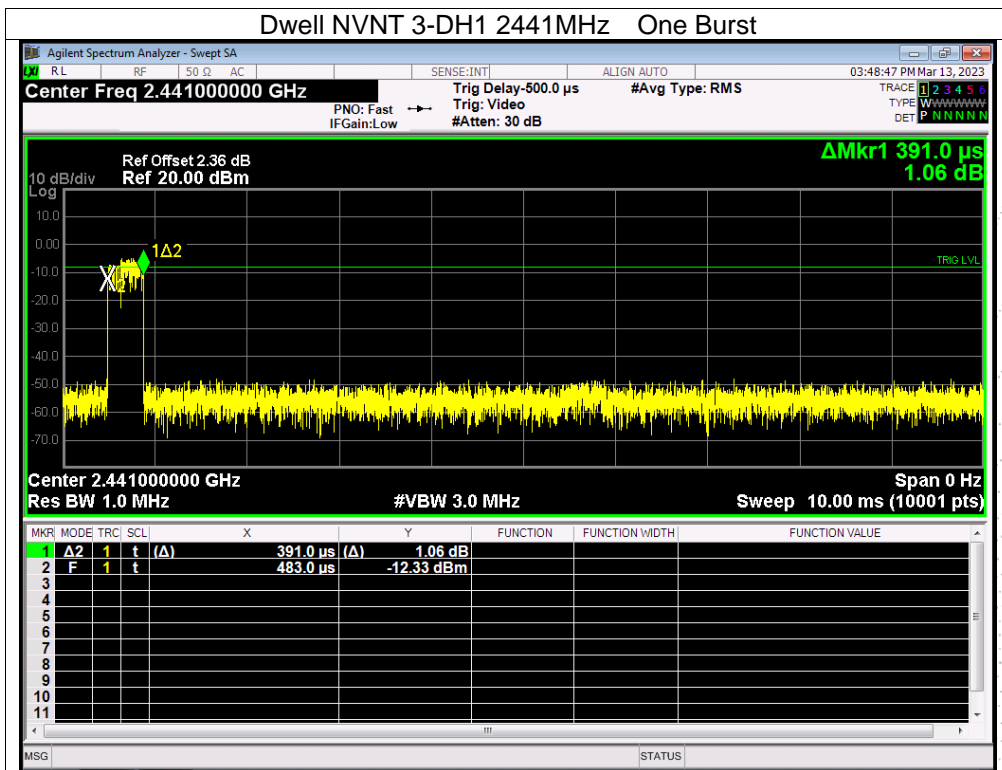 Dwell NVNT 3-DH1 2441MHz One Burst
Agilent Spectrum Analyzer - Swept SA
LXI RL RF 50 Ω AC SENSE:INT ALIGN AUTO 03:48:47 PM Mar 13, 2023
Center Freq 2.441000000 GHz Trig Delay-500.0 µs #Avg Type: RMS TRACE 1 2 3 4 5 6
PNO: Fast Trig: Video TYPE WWWWWW
IFGain:Low #Atten: 30 dB DET P N N N N N
ΔMkr1 391.0 µs
1.06 dB
Ref Offset 2.36 dB
10 dB/div Ref 20.00 dBm
Log
10.0
0.00
1Δ2
TRIG LVL
-10.0
2
-20.0
-30.0
-40.0
-50.0
-60.0
-70.0
Center 2.441000000 GHz Span 0 Hz
Res BW 1.0 MHz #VBW 3.0 MHz Sweep 10.00 ms (10001 pts)
MKR MODE TRC SCL X Y FUNCTION FUNCTION WIDTH FUNCTION VALUE
1 Δ2 1 t (Δ) 391.0 µs (Δ) 1.06 dB
2 F 1 t 483.0 µs -12.33 dBm
3
4
5
6
7
8
9
10
11
MSG STATUS